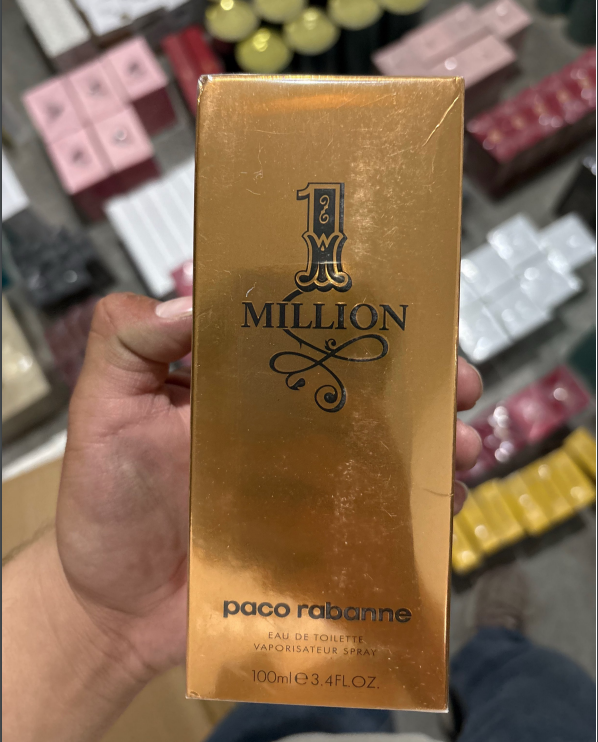 1
MILLION
paco rabanne
EAU DE TOILETTE
VAPORISATEUR SPRAY
100ml ℮ 3.4FL.OZ.